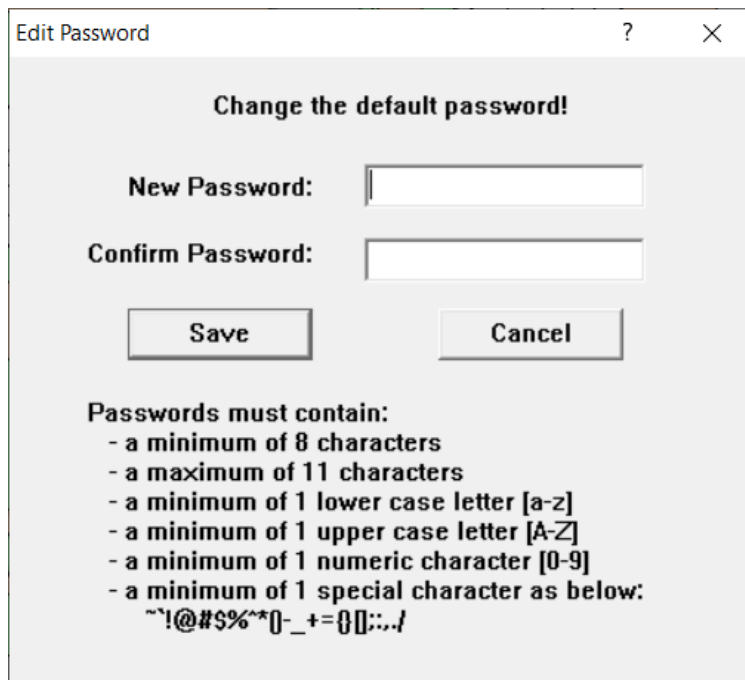 Edit Password ?
Change the default password!
New Password:
Confirm Password:
Save Cancel
Passwords must contain:
- a minimum of 8 characters
- a maximum of 11 characters
- a minimum of 1 lower case letter [a-z]
- a minimum of 1 upper case letter [A-Z]
- a minimum of 1 numeric character [0-9]
- a minimum of 1 special character as below:
~`!@#$%^*()-_+={}[];:,./